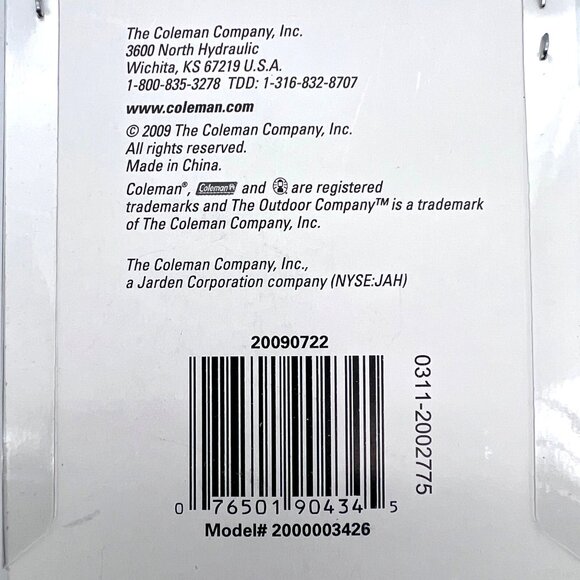 The Coleman Company, Inc.
3600 North Hydraulic
Wichita, KS 67219 U.S.A.
1-800-835-3278 TDD: 1-316-832-8707
www.coleman.com
© 2009 The Coleman Company, Inc.
All rights reserved.
Made in China.
Coleman®, Coleman and are registered
trademarks and The Outdoor Company™ is a trademark
of The Coleman Company, Inc.
The Coleman Company, Inc.,
a Jarden Corporation company (NYSE:JAH)
20090722
0 76501 90434 5
Model# 2000003426
0311-2002775